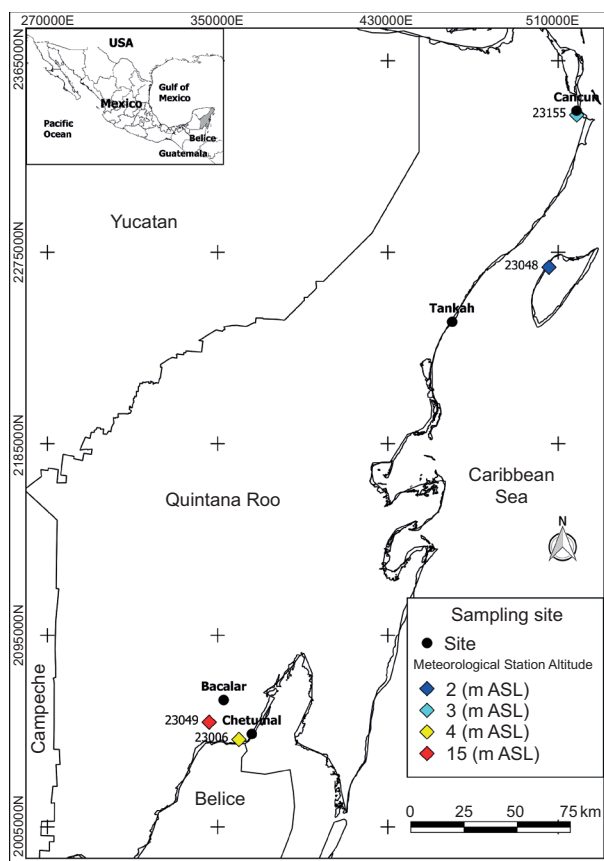 2700000E 350000E 430000E 510000E
2365000N
2275000N
2185000N
2095000N
2005000N
USA
Gulf of
Mexico
Mexico
Pacific
Ocean
Belice
Guatemala
Cancun
23155
Yucatan
23048
Tankah
Quintana Roo
Caribbean
Sea
N
Campeche
Bacalar
23049
Chetumal
23006
Belice
Sampling site
Site
Meteorological Station Altitude
2 (m ASL)
3 (m ASL)
4 (m ASL)
15 (m ASL)
0 25 50 75 km